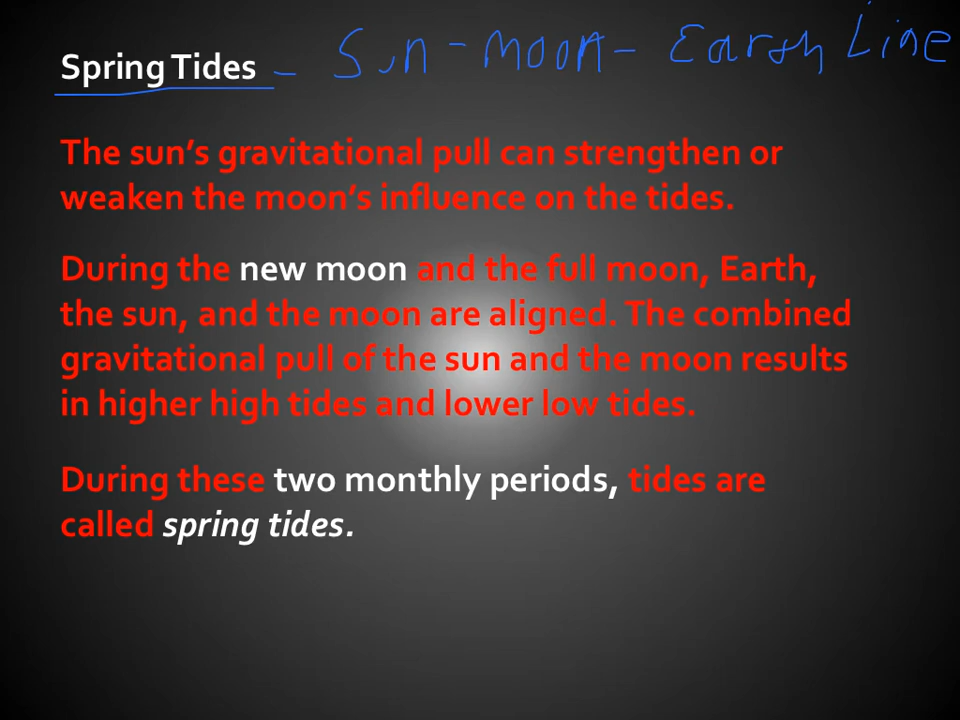 Spring Tides - Sun - Moon - Earth Line
The sun's gravitational pull can strengthen or
weaken the moon's influence on the tides.
During the new moon and the full moon, Earth,
the sun, and the moon are aligned. The combined
gravitational pull of the sun and the moon results
in higher high tides and lower low tides.
During these two monthly periods, tides are
called spring tides.